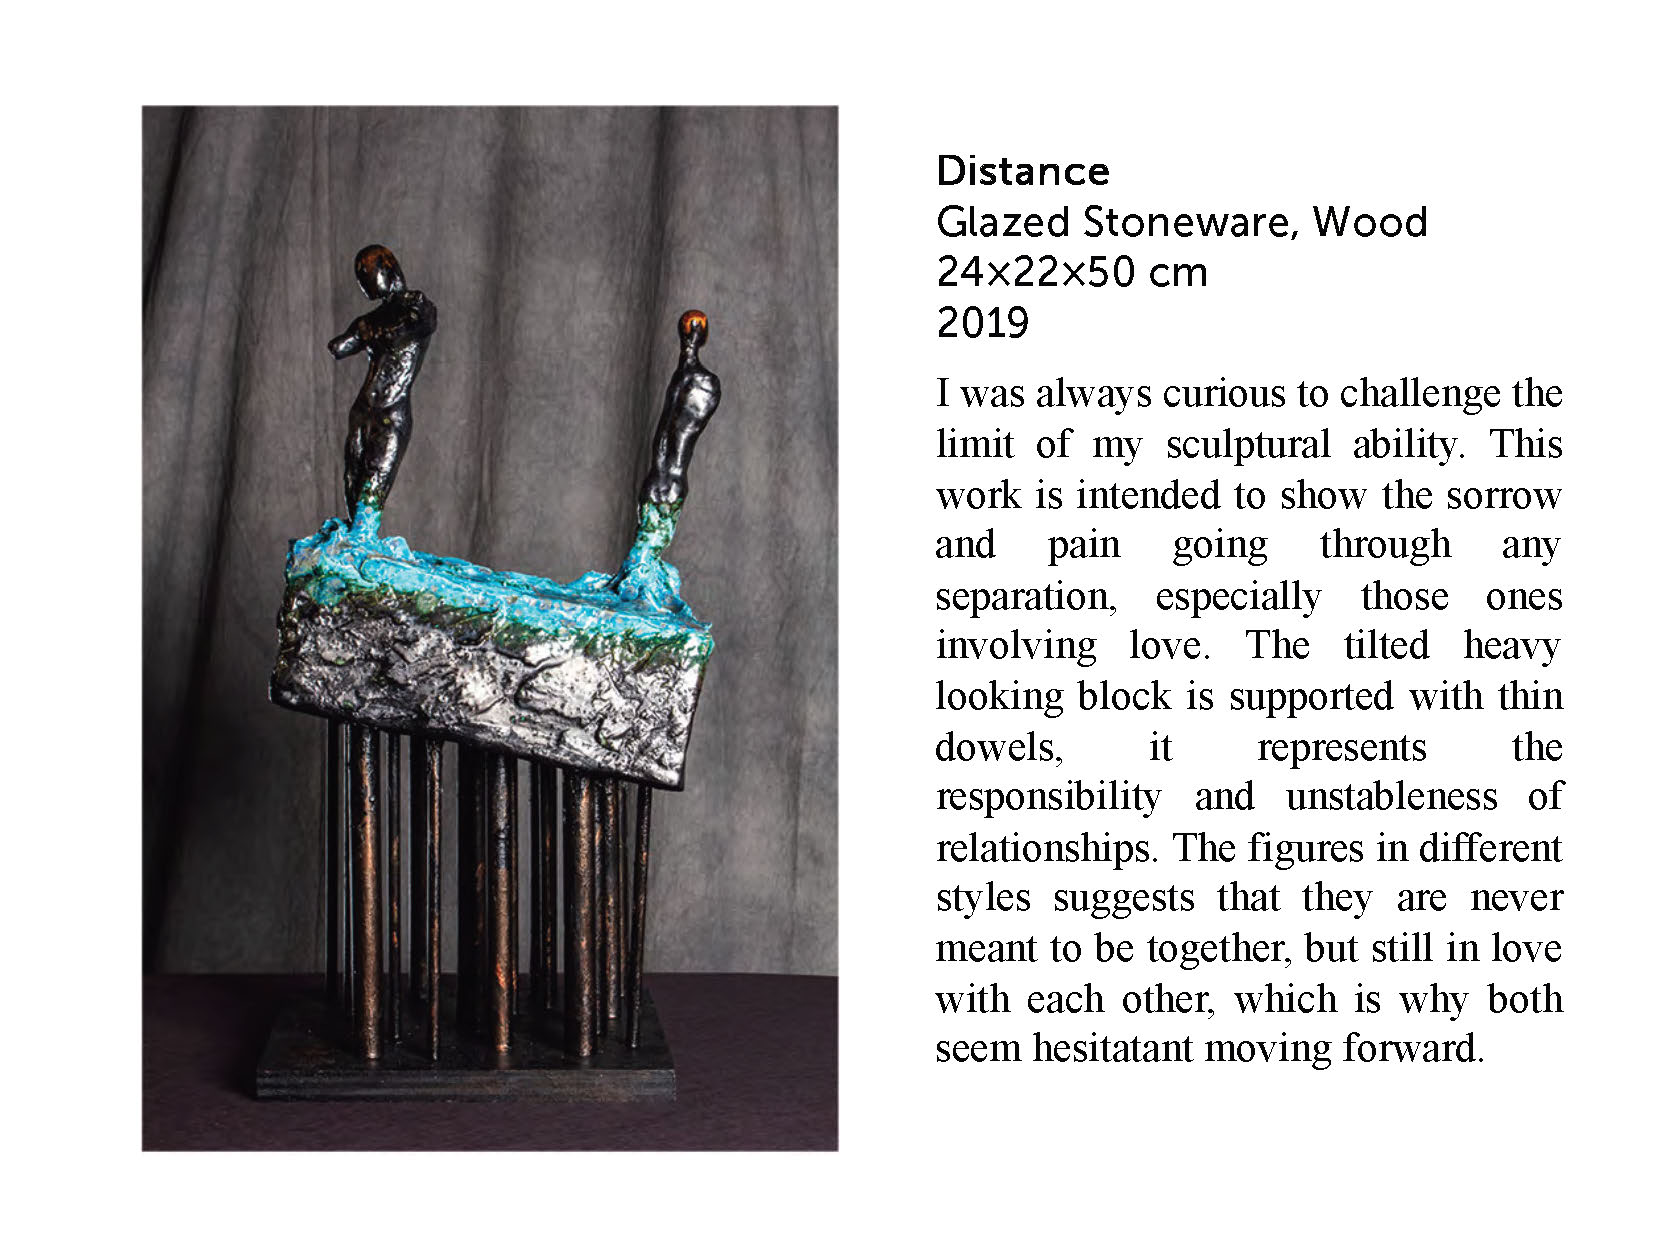 Distance
Glazed Stoneware, Wood
24×22×50 cm
2019
I was always curious to challenge the
limit of my sculptural ability. This
work is intended to show the sorrow
and pain going through any
separation, especially those ones
involving love. The tilted heavy
looking block is supported with thin
dowels, it represents the
responsibility and unstableness of
relationships. The figures in different
styles suggests that they are never
meant to be together, but still in love
with each other, which is why both
seem hesitatant moving forward.